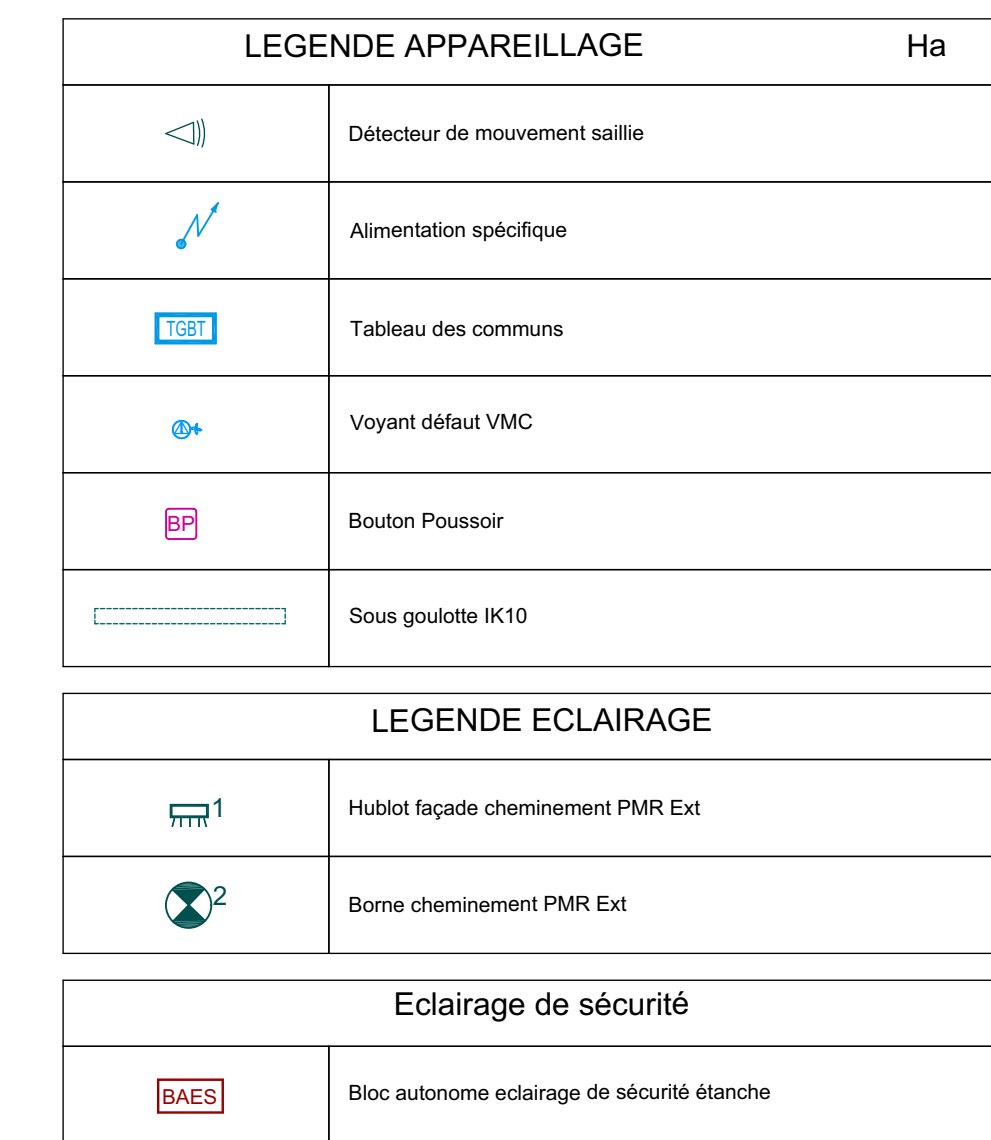 LEGENDE APPAREILLAGE Ha
Détecteur de mouvement saillie
Alimentation spécifique
TGBT Tableau des communs
Voyant défaut VMC
BP Bouton Poussoir
Sous goulotte IK10
LEGENDE ECLAIRAGE
1 Hublot façade cheminement PMR Ext
2 Borne cheminement PMR Ext
Eclairage de sécurité
BAES Bloc autonome eclairage de sécurité étanche